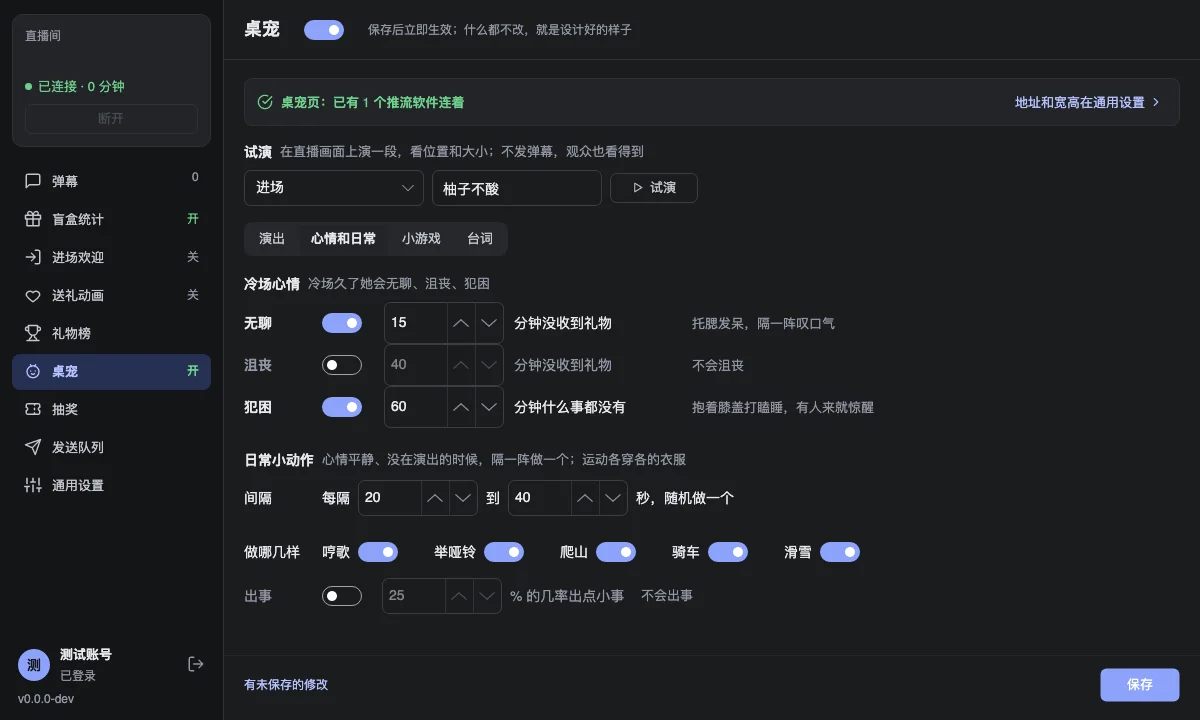 直播间
已连接 · 0 分钟
断开
弹幕 0
盲盒统计 开
进场欢迎 关
送礼动画 关
礼物榜
桌宠 开
抽奖
发送队列
通用设置
测 测试账号
已登录
v0.0.0-dev
桌宠 保存后立即生效；什么都不改，就是设计好的样子
桌宠页：已有 1 个推流软件连着 地址和宽高在通用设置
试演 在直播画面上演一段，看位置和大小；不发弹幕，观众也看得到
进场 柚子不酸 试演
演出 心情和日常 小游戏 台词
冷场心情 冷场久了她会无聊、沮丧、犯困
无聊 15 分钟没收到礼物 托腮发呆，隔一阵叹口气
沮丧 40 分钟没收到礼物 不会沮丧
犯困 60 分钟什么事都没有 抱着膝盖打瞌睡，有人来就惊醒
日常小动作 心情平静、没在演出的时候，隔一阵做一个；运动各穿各的衣服
间隔 每隔 20 到 40 秒，随机做一个
做哪几样 哼歌 举哑铃 爬山 骑车 滑雪
出事 25 % 的几率出点小事 不会出事
有未保存的修改 保存